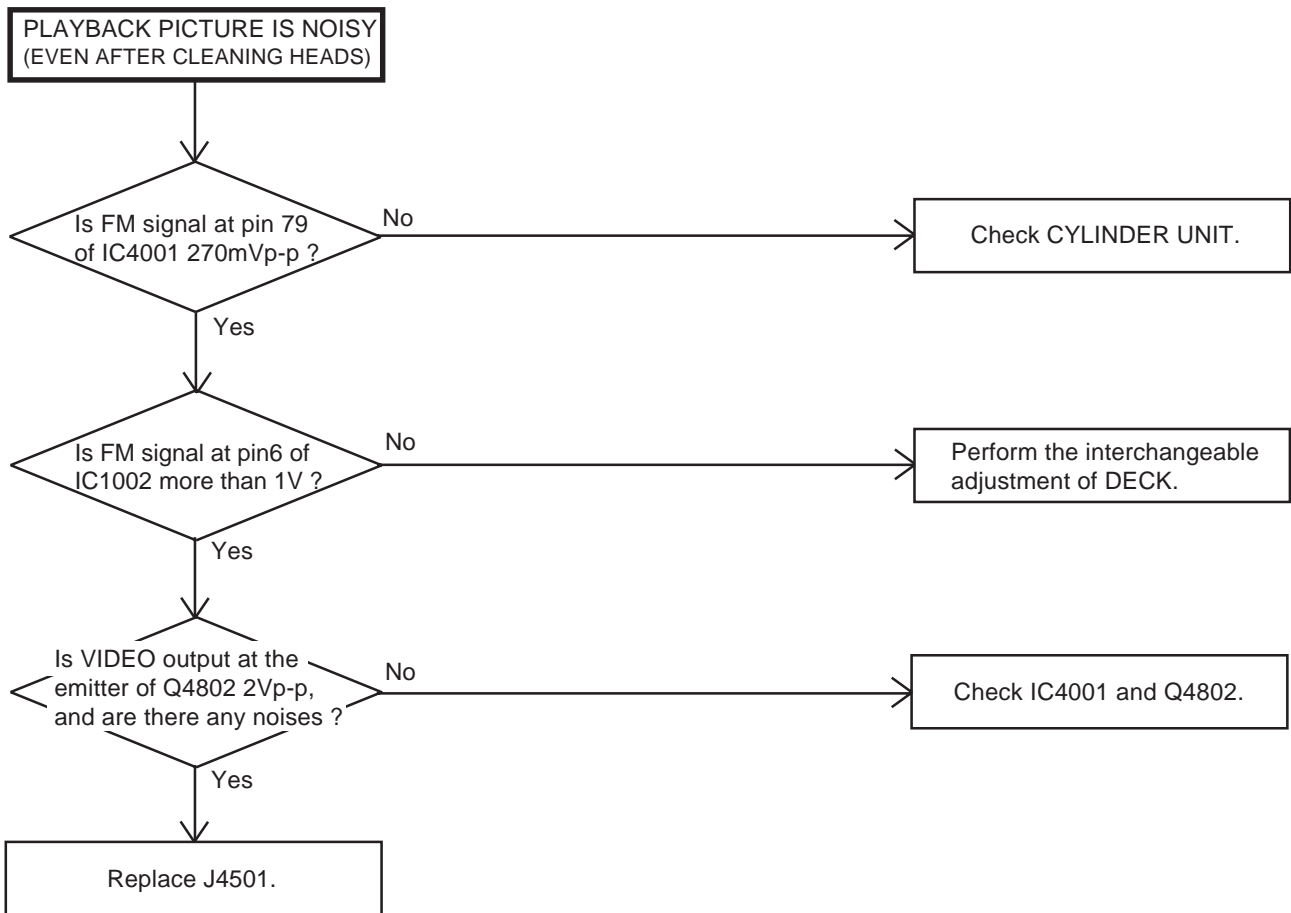 PLAYBACK PICTURE IS NOISY
(EVEN AFTER CLEANING HEADS)
Is FM signal at pin 79
of IC4001 270mVp-p ?
No
Check CYLINDER UNIT.
Yes
Is FM signal at pin6 of
IC1002 more than 1V ?
No
Perform the interchangeable
adjustment of DECK.
Yes
Is VIDEO output at the
emitter of Q4802 2Vp-p,
and are there any noises ?
No
Check IC4001 and Q4802.
Yes
Replace J4501.